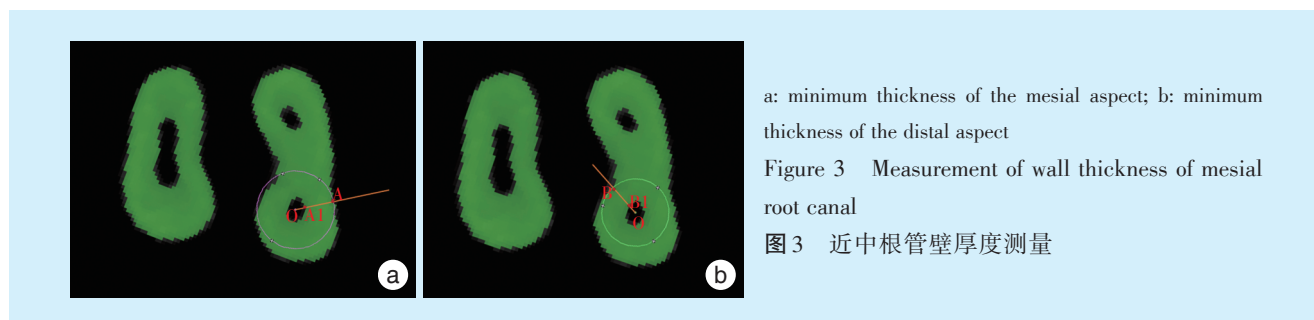 O A1 A
a
B B1
O
b
a: minimum thickness of the mesial aspect; b: minimum
thickness of the distal aspect
Figure 3 Measurement of wall thickness of mesial
root canal
图3 近中根管壁厚度测量